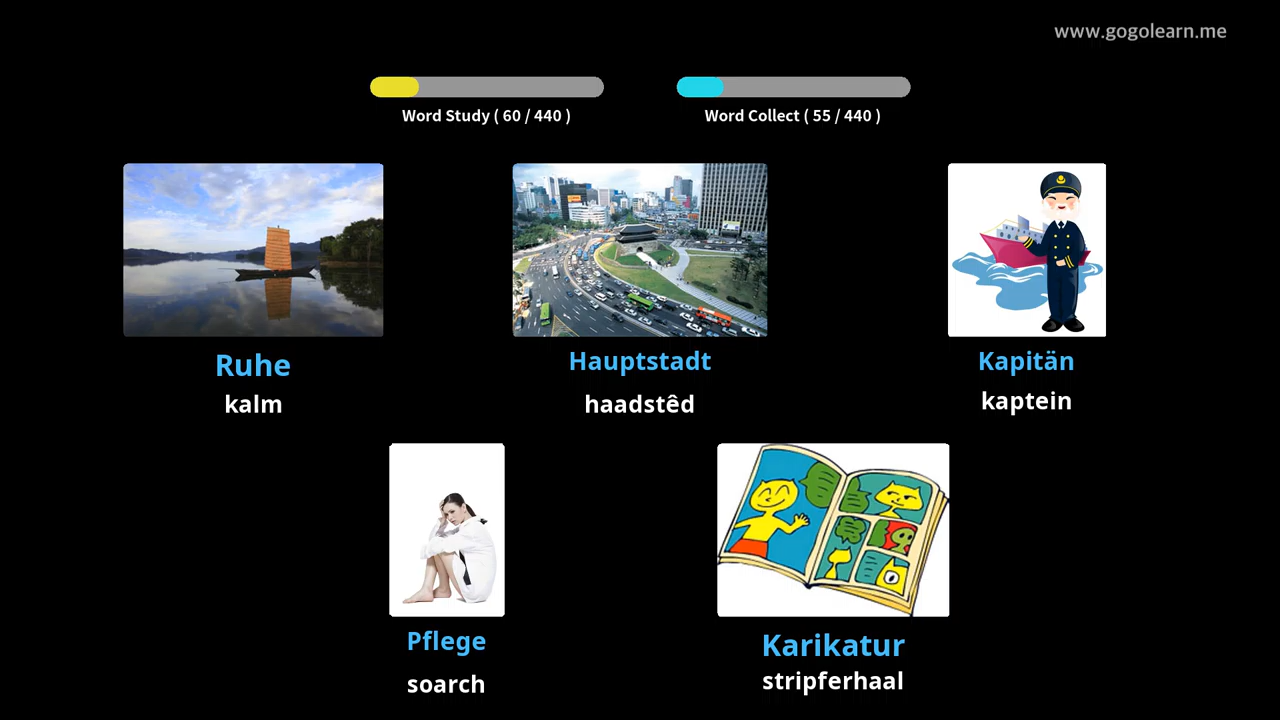 www.gogolearn.me
Word Study ( 60 / 440 )
Word Collect ( 55 / 440 )
Ruhe
kalm
Hauptstadt
haadstêd
Kapitän
kaptein
Pflege
soarch
Karikatur
stripferhaal